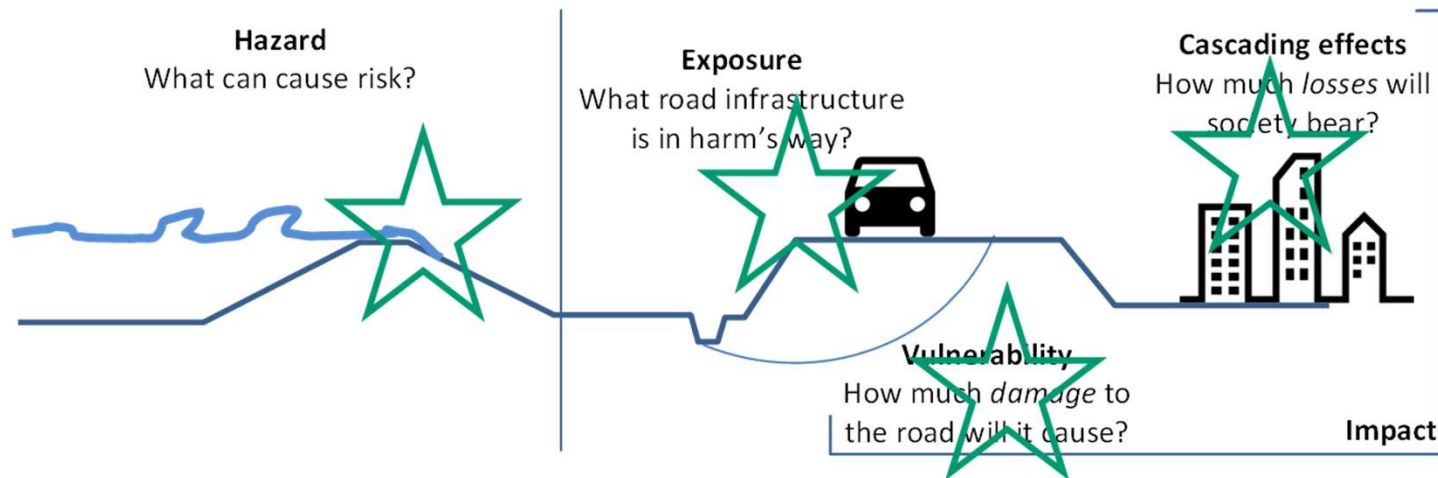 Hazard
What can cause risk?
Exposure
What road infrastructure
is in harm's way?
Cascading effects
How much losses will
society bear?
Vulnerability
How much damage to
the road will it cause?
Impact